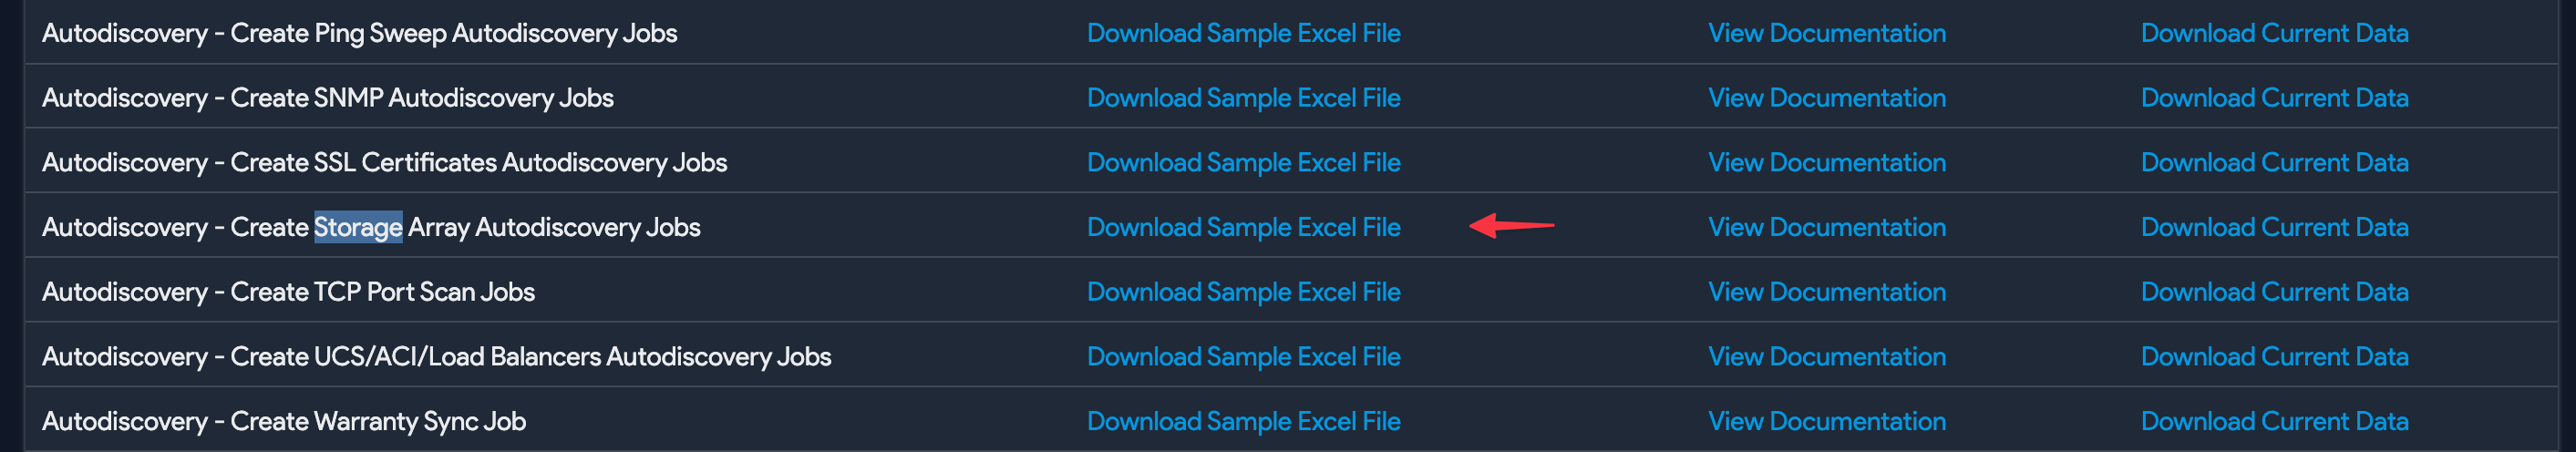 Autodiscovery - Create Ping Sweep Autodiscovery Jobs Download Sample Excel File View Documentation Download Current Data
Autodiscovery - Create SNMP Autodiscovery Jobs Download Sample Excel File View Documentation Download Current Data
Autodiscovery - Create SSL Certificates Autodiscovery Jobs Download Sample Excel File View Documentation Download Current Data
Autodiscovery - Create Storage Array Autodiscovery Jobs Download Sample Excel File View Documentation Download Current Data
Autodiscovery - Create TCP Port Scan Jobs Download Sample Excel File View Documentation Download Current Data
Autodiscovery - Create UCS/ACI/Load Balancers Autodiscovery Jobs Download Sample Excel File View Documentation Download Current Data
Autodiscovery - Create Warranty Sync Job Download Sample Excel File View Documentation Download Current Data